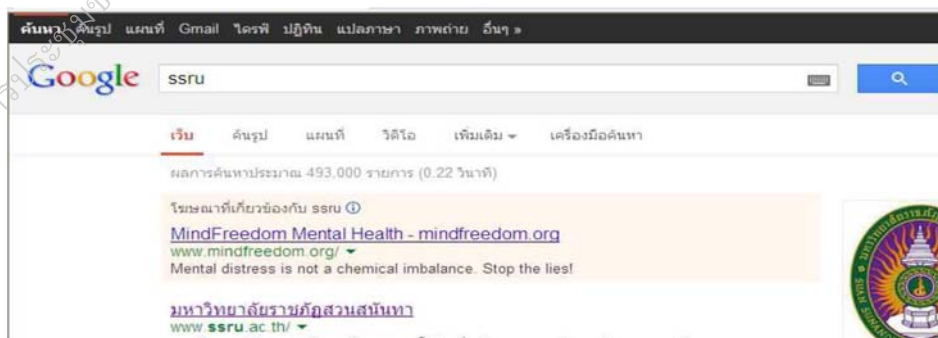 ค้นหา ค้นรูป แผนที่ Gmail ไดรฟ์ ปฏิทิน แปลภาษา ภาพถ่าย อื่นๆ »
Google ssru
เว็บ ค้นรูป แผนที่ วิดีโอ เพิ่มเติม เครื่องมือค้นหา
ผลการค้นหาประมาณ 493,000 รายการ (0.22 วินาที)
โฆษณาที่เกี่ยวข้องกับ ssru
MindFreedom Mental Health - mindfreedom.org
www.mindfreedom.org/
Mental distress is not a chemical imbalance. Stop the lies!
มหาวิทยาลัยราชภัฏสวนสุนันทา
www.ssru.ac.th/